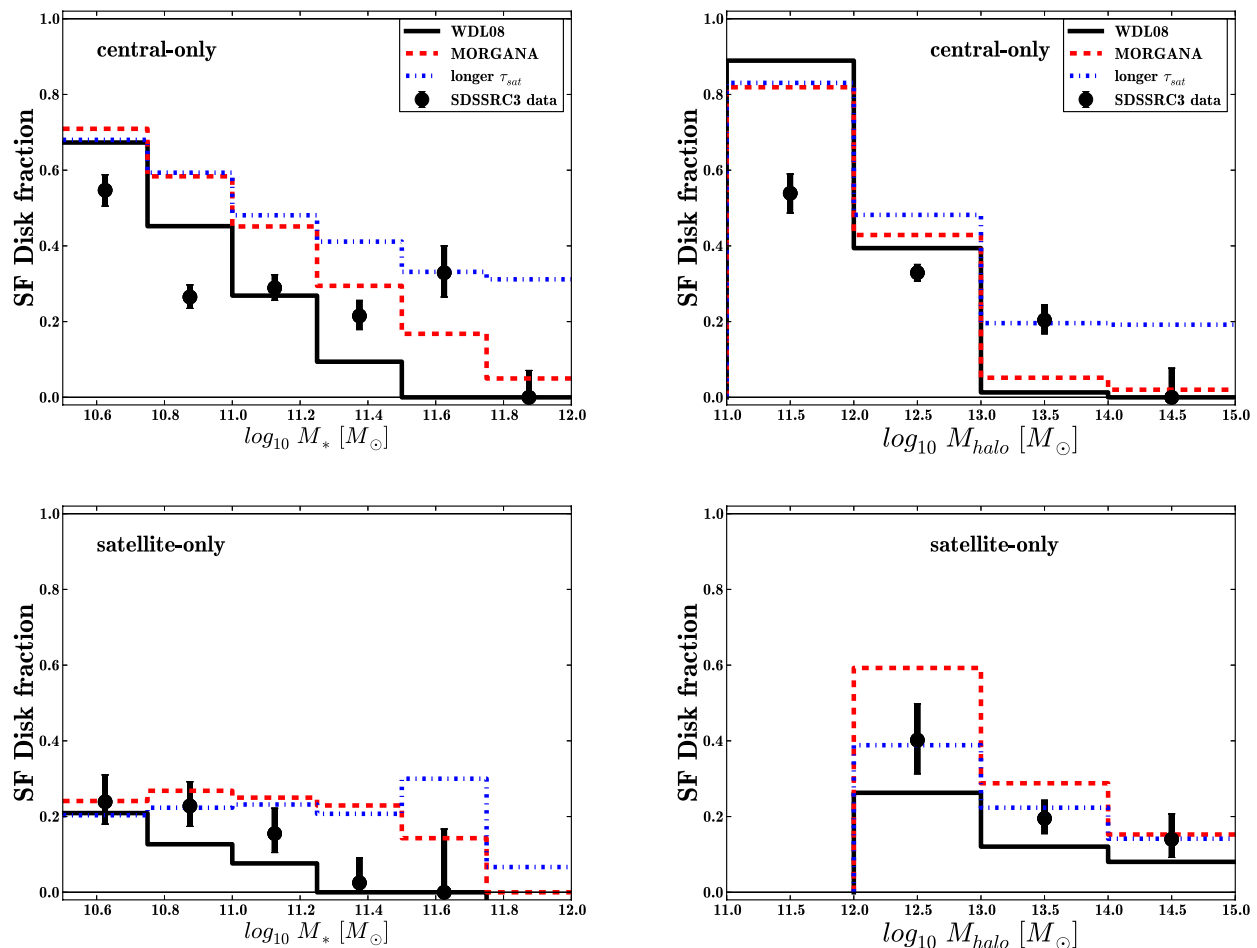 central-only
WDL08
MORGANA
longer τsat
SDSSRC3 data
SF Disk fraction
1.0
0.8
0.6
0.4
0.2
0.0
10.6 10.8 11.0 11.2 11.4 11.6 11.8 12.0
log10 M* [M⊙]
central-only
WDL08
MORGANA
longer τsat
SDSSRC3 data
SF Disk fraction
1.0
0.8
0.6
0.4
0.2
0.0
11.0 11.5 12.0 12.5 13.0 13.5 14.0 14.5 15.0
log10 Mhalo [M⊙]
satellite-only
SF Disk fraction
1.0
0.8
0.6
0.4
0.2
0.0
10.6 10.8 11.0 11.2 11.4 11.6 11.8 12.0
log10 M* [M⊙]
satellite-only
SF Disk fraction
1.0
0.8
0.6
0.4
0.2
0.0
11.0 11.5 12.0 12.5 13.0 13.5 14.0 14.5 15.0
log10 Mhalo [M⊙]